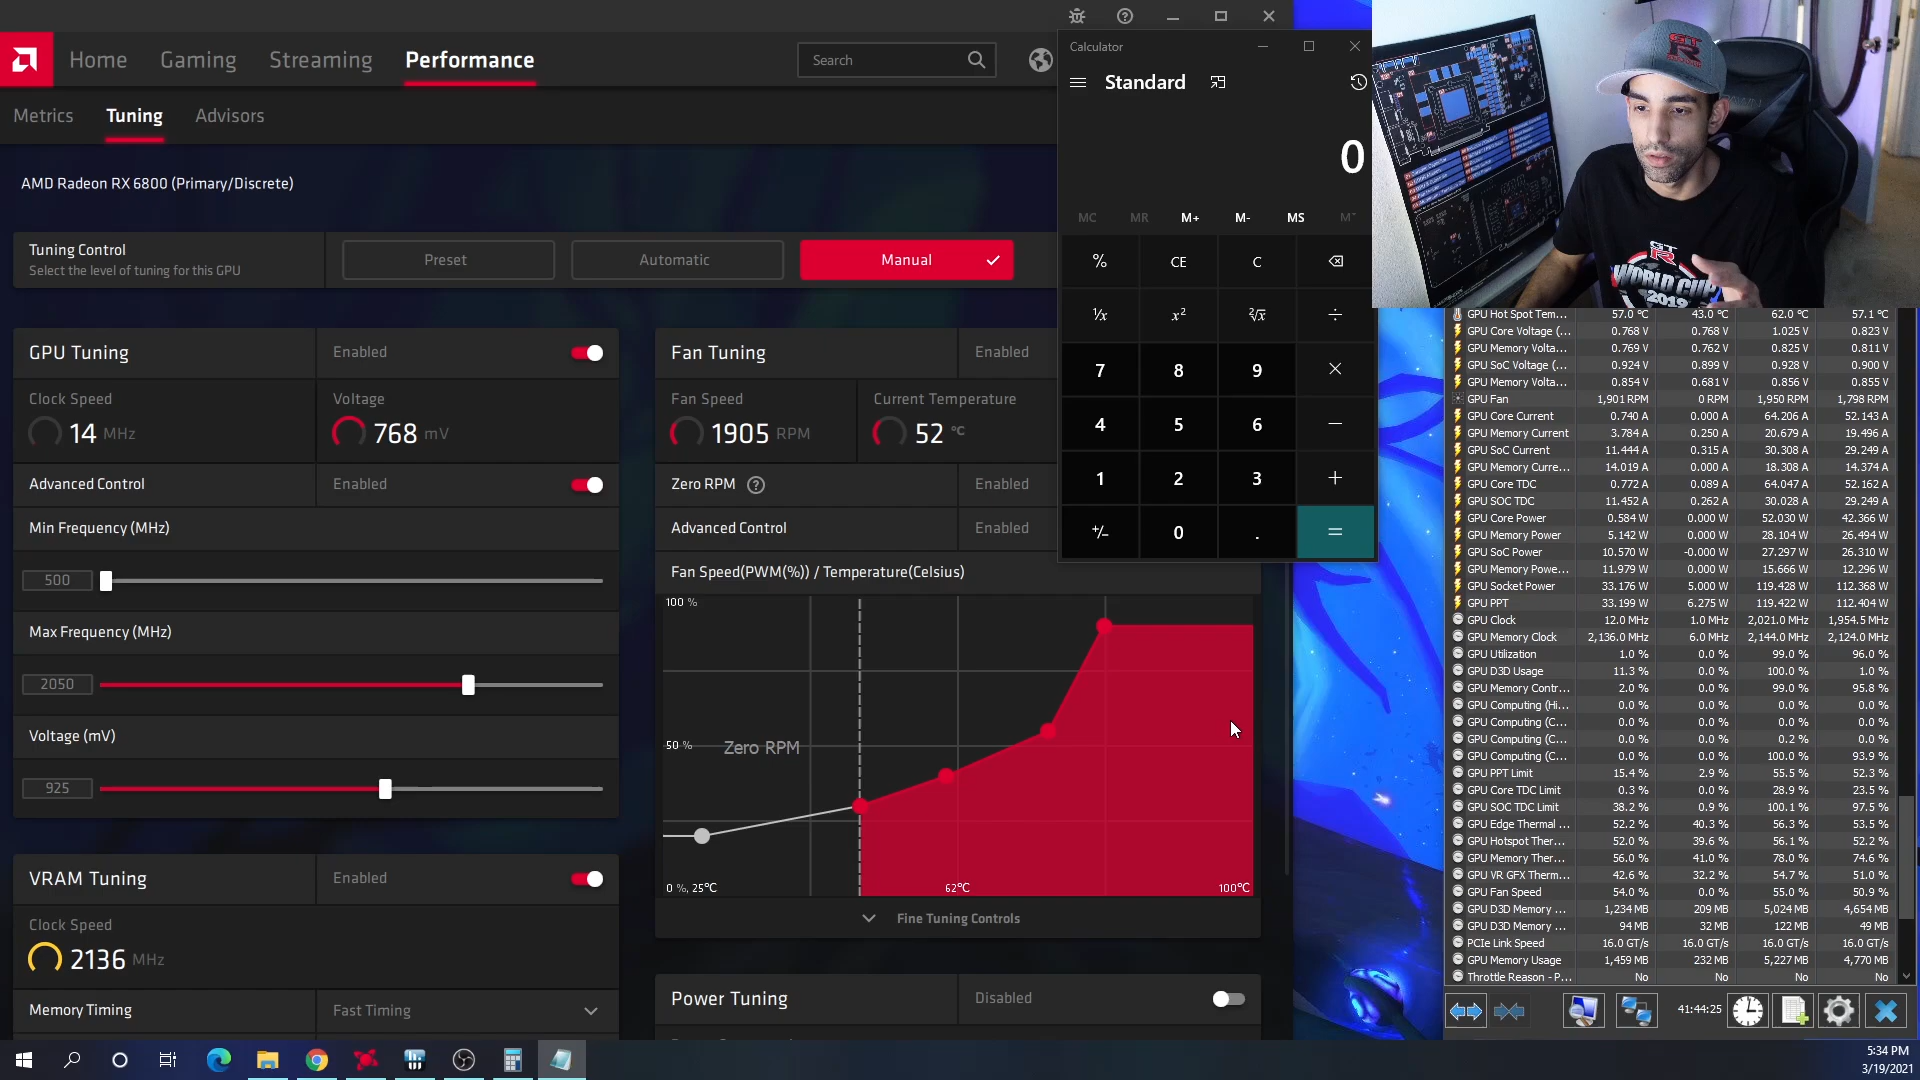 Home Gaming Streaming Performance
Search
Metrics Tuning Advisors
AMD Radeon RX 6800 (Primary/Discrete)
Tuning Control
Select the level of tuning for this GPU
Preset Automatic Manual
GPU Tuning Enabled
Clock Speed Voltage
14 MHz 768 mV
Advanced Control Enabled
Min Frequency (MHz)
500
Max Frequency (MHz)
2050
Voltage (mV)
925
VRAM Tuning Enabled
Clock Speed
2136 MHz
Memory Timing Fast Timing
Fan Tuning Enabled
Fan Speed Current Temperature
1905 RPM 52 °C
Zero RPM Enabled
Advanced Control Enabled
Fan Speed(PWM(%)) / Temperature(Celsius)
100 %
50 % Zero RPM
0 %, 25°C 62°C 100°C
Fine Tuning Controls
Power Tuning Disabled
Calculator
Standard
0
MC MR M+ M- MS
% CE C
⅟x x² ²√x ÷
7 8 9 ×
4 5 6 −
1 2 3 +
+/− 0 . =
GT
R
GT
R
WORLD CUP
2019
GPU Hot Spot Tem... 57.0 °C 43.0 °C 62.0 °C 57.1 °C
GPU Core Voltage (... 0.768 V 0.768 V 1.025 V 0.823 V
GPU Memory Volta... 0.769 V 0.762 V 0.825 V 0.811 V
GPU SoC Voltage (... 0.924 V 0.899 V 0.928 V 0.900 V
GPU Memory Volta... 0.854 V 0.681 V 0.856 V 0.855 V
GPU Fan 1,901 RPM 0 RPM 1,950 RPM 1,798 RPM
GPU Core Current 0.740 A 0.000 A 64.206 A 52.143 A
GPU Memory Current 3.784 A 0.250 A 20.679 A 19.496 A
GPU SoC Current 11.444 A 0.315 A 30.308 A 29.249 A
GPU Memory Curre... 14.019 A 0.000 A 18.308 A 14.374 A
GPU Core TDC 0.772 A 0.089 A 64.047 A 52.162 A
GPU SOC TDC 11.452 A 0.262 A 30.028 A 29.249 A
GPU Core Power 0.584 W 0.000 W 52.030 W 42.366 W
GPU Memory Power 5.142 W 0.000 W 28.104 W 26.494 W
GPU SoC Power 10.570 W -0.000 W 27.297 W 26.310 W
GPU Memory Powe... 11.979 W 0.000 W 15.666 W 12.296 W
GPU Socket Power 33.176 W 5.000 W 119.428 W 112.368 W
GPU PPT 33.199 W 6.275 W 119.422 W 112.404 W
GPU Clock 12.0 MHz 1.0 MHz 2,021.0 MHz 1,954.5 MHz
GPU Memory Clock 2,136.0 MHz 6.0 MHz 2,144.0 MHz 2,124.0 MHz
GPU Utilization 1.0 % 0.0 % 99.0 % 96.0 %
GPU D3D Usage 11.3 % 0.0 % 100.0 % 1.0 %
GPU Memory Contr... 2.0 % 0.0 % 99.0 % 95.8 %
GPU Computing (Hi... 0.0 % 0.0 % 0.0 % 0.0 %
GPU Computing (C... 0.0 % 0.0 % 0.0 % 0.0 %
GPU Computing (C... 0.0 % 0.0 % 0.2 % 0.0 %
GPU Computing (C... 0.0 % 0.0 % 100.0 % 93.9 %
GPU PPT Limit 15.4 % 2.9 % 55.5 % 52.3 %
GPU Core TDC Limit 0.3 % 0.0 % 28.9 % 23.5 %
GPU SOC TDC Limit 38.2 % 0.9 % 100.1 % 97.5 %
GPU Edge Thermal ... 52.2 % 40.3 % 56.3 % 53.5 %
GPU Hotspot Ther... 52.0 % 39.6 % 56.1 % 52.2 %
GPU Memory Ther... 56.0 % 41.0 % 78.0 % 74.6 %
GPU VR GFX Therm... 42.6 % 32.2 % 54.7 % 51.0 %
GPU Fan Speed 54.0 % 0.0 % 55.0 % 50.9 %
GPU D3D Memory ... 1,234 MB 209 MB 5,024 MB 4,654 MB
GPU D3D Memory ... 94 MB 32 MB 122 MB 49 MB
PCIe Link Speed 16.0 GT/s 16.0 GT/s 16.0 GT/s 16.0 GT/s
GPU Memory Usage 1,459 MB 232 MB 5,227 MB 4,770 MB
Throttle Reason - P... No No No No
41:44:25
5:34 PM
3/19/2021